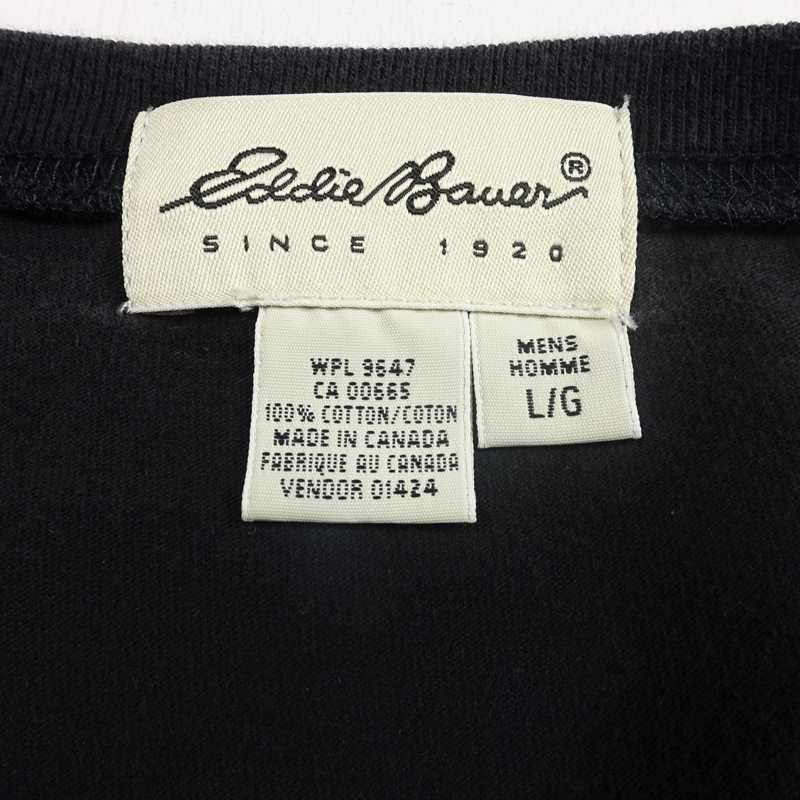 Eddie Bauer®
SINCE 1920
WPL 9647
CA 00665
100% COTTON/COTON
MADE IN CANADA
FABRIQUE AU CANADA
VENDOR 01424
MENS
HOMME
L/G